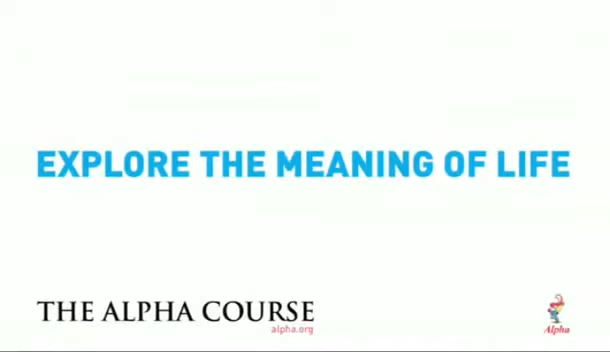 EXPLORE THE MEANING OF LIFE
THE ALPHA COURSE
alpha.org
Alpha